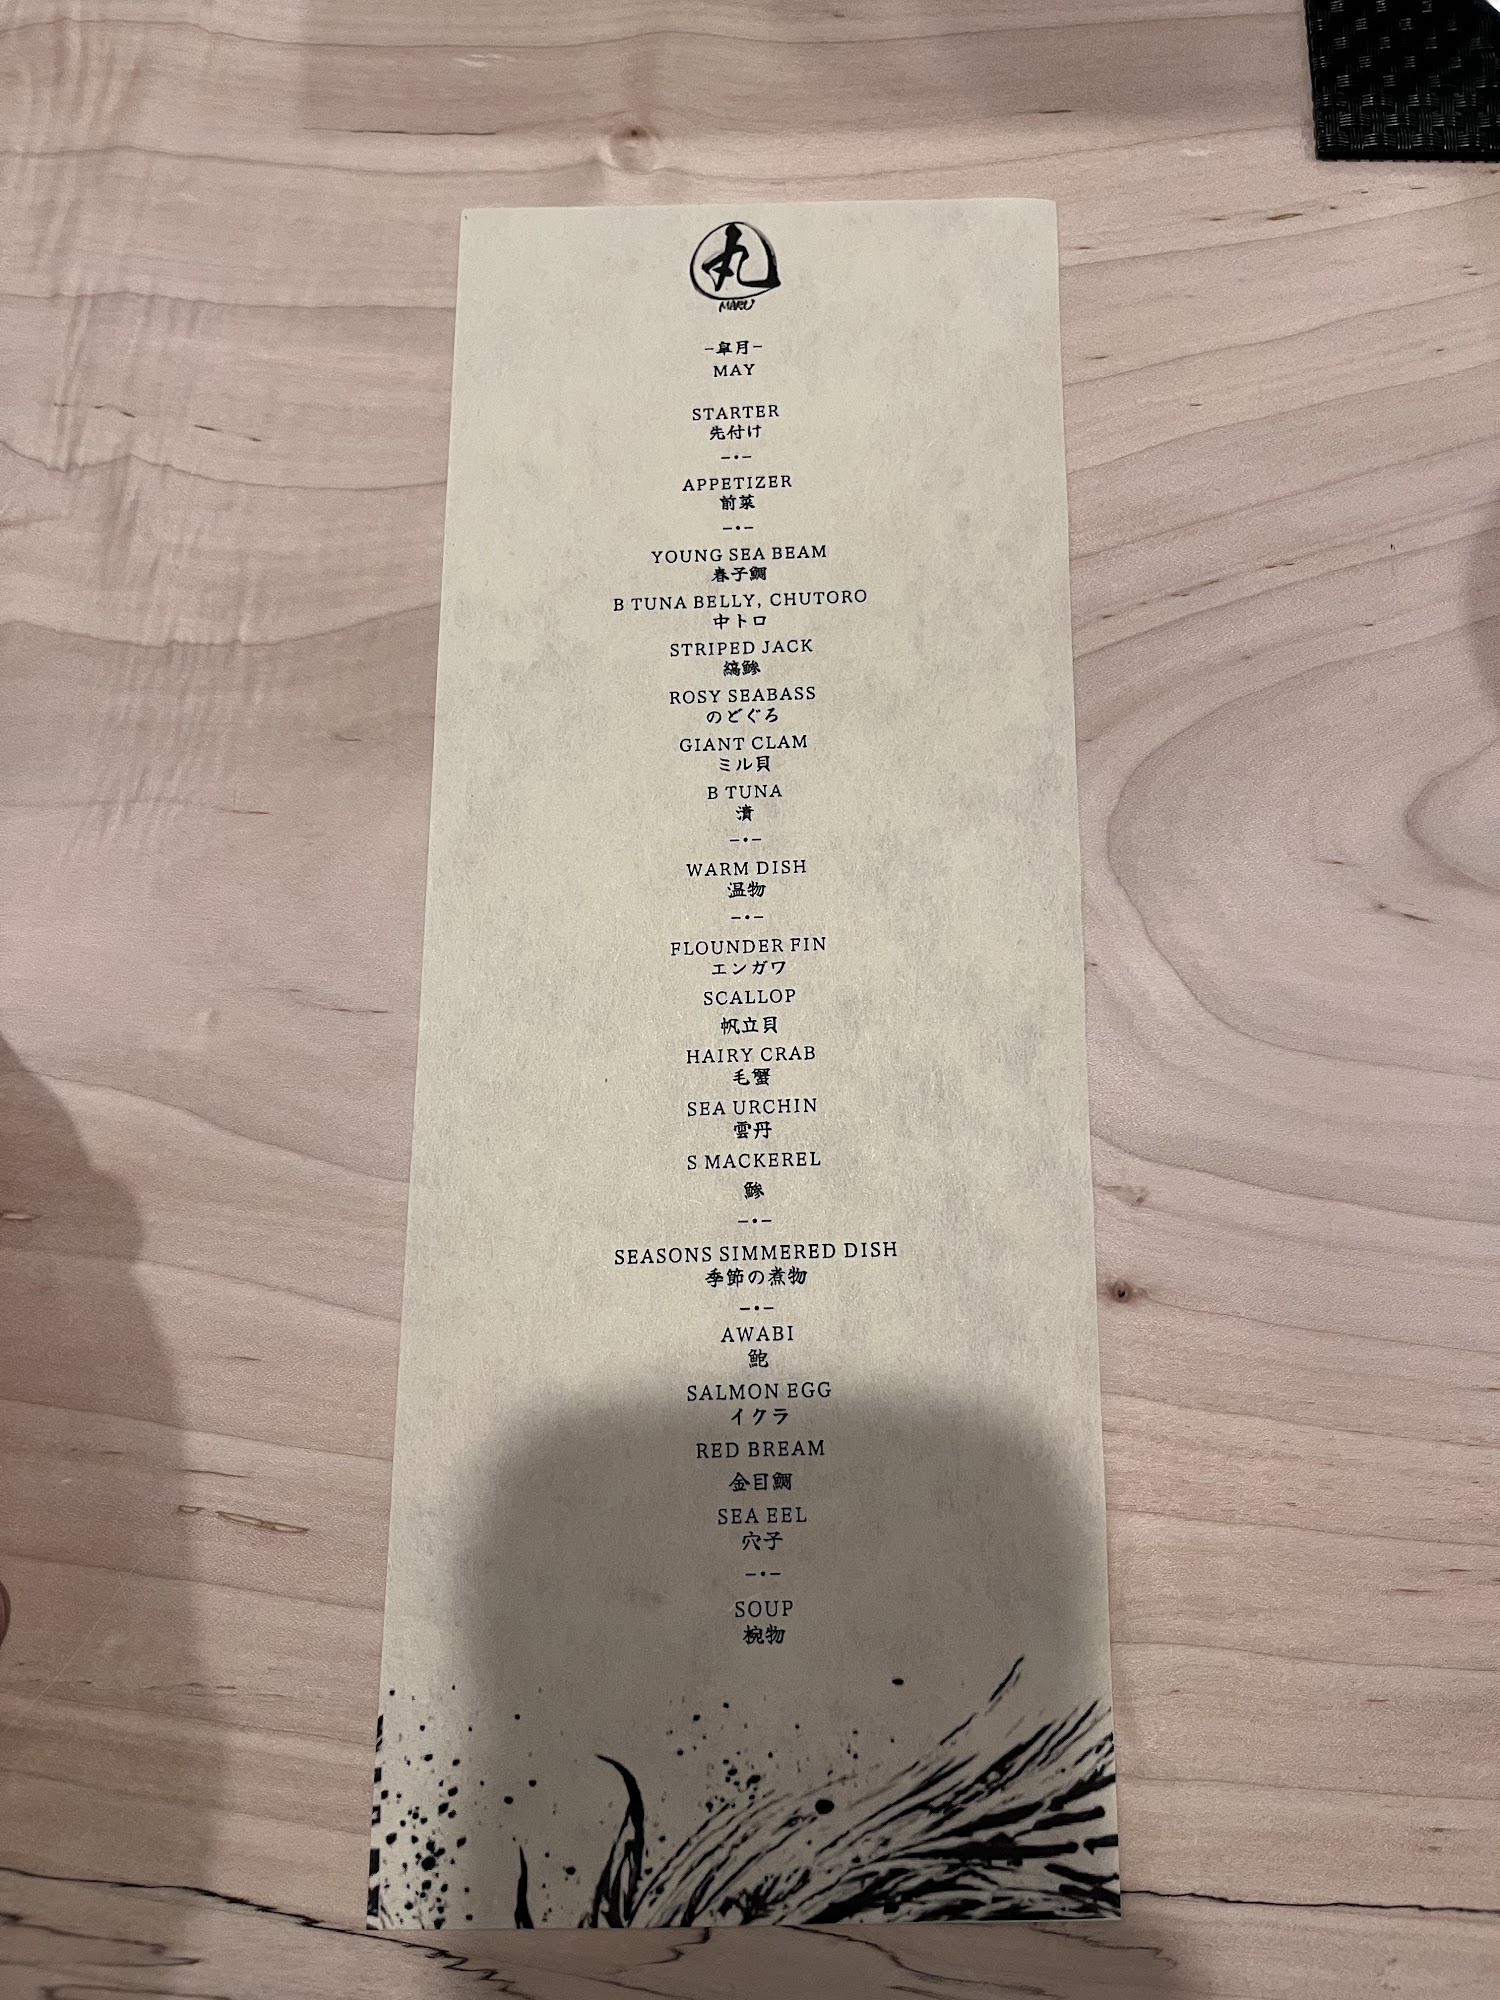 丸
MARU
-皐月-
MAY
STARTER
先付け
APPETIZER
前菜
YOUNG SEA BEAM
春子鯛
B TUNA BELLY, CHUTORO
中トロ
STRIPED JACK
縞鯵
ROSY SEABASS
のどぐろ
GIANT CLAM
ミル貝
B TUNA
漬
WARM DISH
温物
FLOUNDER FIN
エンガワ
SCALLOP
帆立貝
HAIRY CRAB
毛蟹
SEA URCHIN
雲丹
S MACKEREL
鯵
SEASONS SIMMERED DISH
季節の煮物
AWABI
鮑
SALMON EGG
イクラ
RED BREAM
金目鯛
SEA EEL
穴子
SOUP
椀物